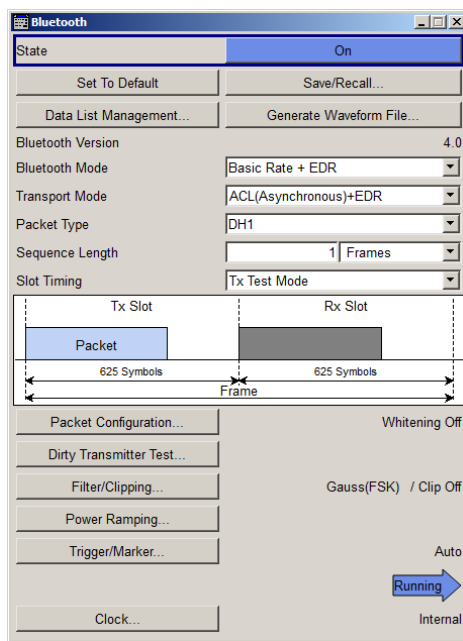 Bluetooth
State On
Set To Default Save/Recall...
Data List Management... Generate Waveform File...
Bluetooth Version 4.0
Bluetooth Mode Basic Rate + EDR
Transport Mode ACL(Asynchronous)+EDR
Packet Type DH1
Sequence Length 1 Frames
Slot Timing Tx Test Mode
Tx Slot Rx Slot
Packet
625 Symbols 625 Symbols
Frame
Packet Configuration... Whitening Off
Dirty Transmitter Test...
Filter/Clipping... Gauss(FSK) / Clip Off
Power Ramping...
Trigger/Marker... Auto
Running
Clock... Internal